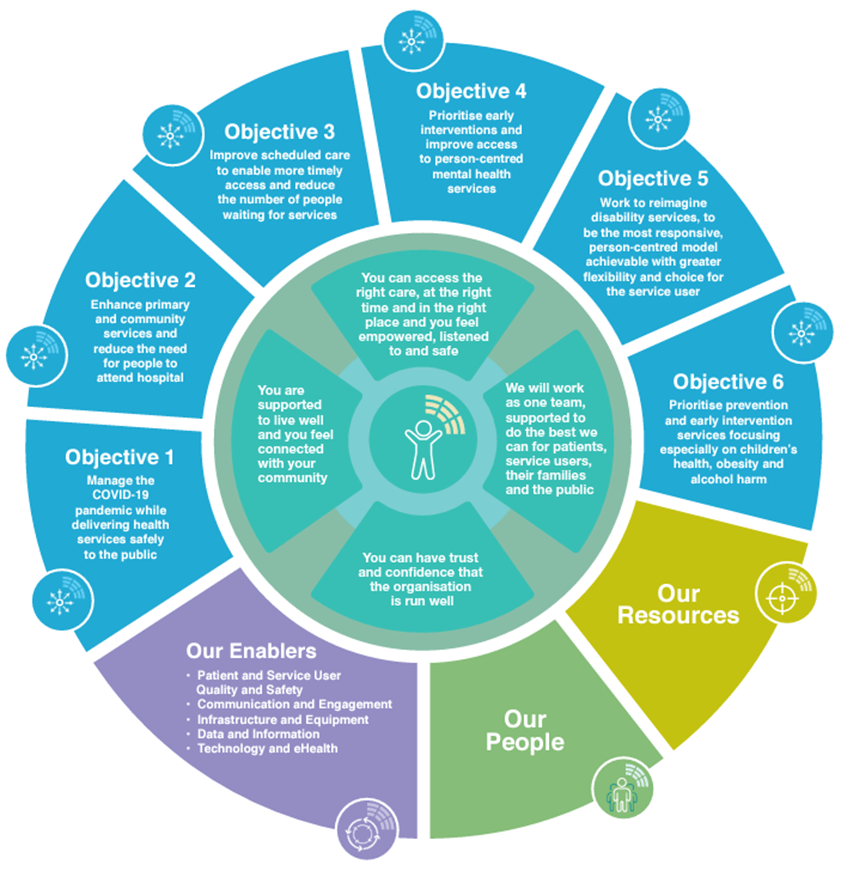 Objective 1
Manage the
COVID-19
pandemic while
delivering health
services safely
to the public
Objective 2
Enhance primary
and community
services and
reduce the need
for people to
attend hospital
Objective 3
Improve scheduled care
to enable more timely
access and reduce
the number of people
waiting for services
Objective 4
Prioritise early
interventions and
improve access
to person-centred
mental health
services
Objective 5
Work to reimagine
disability services, to
be the most responsive,
person-centred model
achievable with greater
flexibility and choice for
the service user
Objective 6
Prioritise prevention
and early intervention
services focusing
especially on children's
health, obesity and
alcohol harm
Our
Resources
Our
People
Our Enablers
• Patient and Service User
Quality and Safety
• Communication and Engagement
• Infrastructure and Equipment
• Data and Information
• Technology and eHealth
You can access the
right care, at the right
time and in the right
place and you feel
empowered, listened
to and safe
We will work
as one team,
supported to
do the best we
can for patients,
service users,
their families
and the public
You can have trust
and confidence that
the organisation
is run well
You are
supported
to live well
and you feel
connected
with your
community